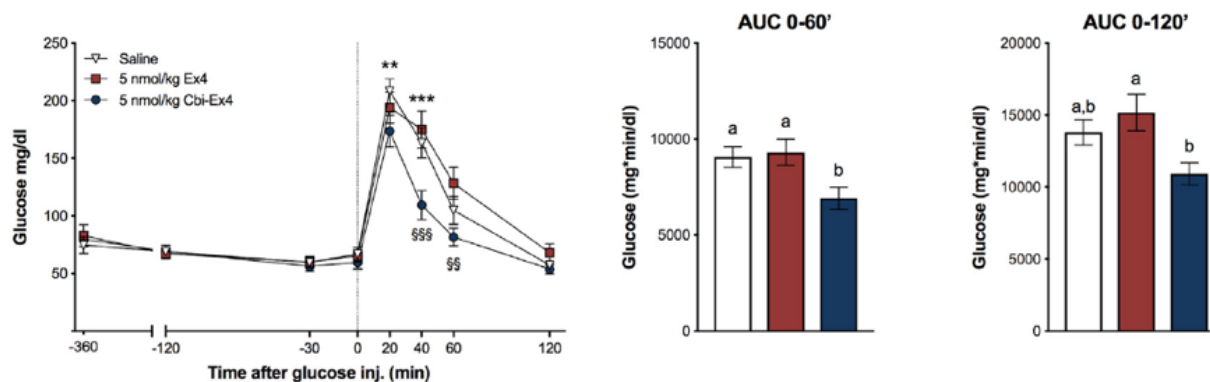 250
200
150
100
50
Glucose mg/dl
Saline
5 nmol/kg Ex4
5 nmol/kg Cbi-Ex4
**
***
§§§
§§
-360
-120
-30
0
20
40
60
120
Time after glucose inj. (min)
AUC 0-60’
15000
10000
5000
0
Glucose (mg*min/dl)
a
a
b
AUC 0-120’
20000
15000
10000
5000
0
Glucose (mg*min/dl)
a,b
a
b